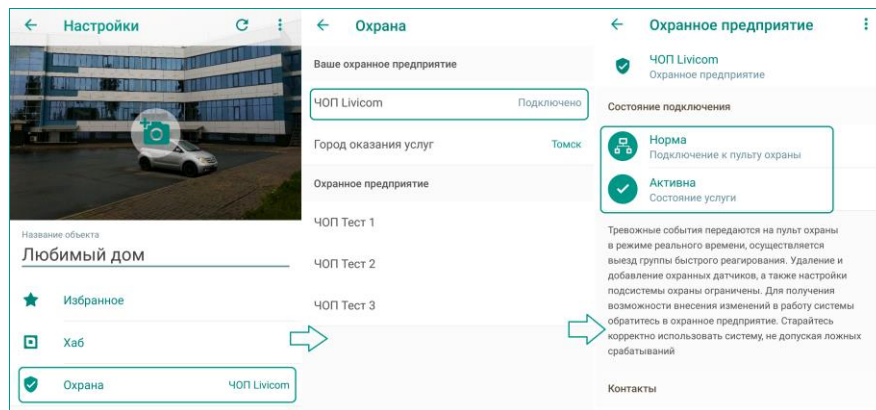 Настройки
Название объекта
Любимый дом
Избранное
Хаб
Охрана ЧОП Livicom
Охрана
Ваше охранное предприятие
ЧОП Livicom Подключено
Город оказания услуг Томск
Охранное предприятие
ЧОП Тест 1
ЧОП Тест 2
ЧОП Тест 3
Охранное предприятие
ЧОП Livicom
Охранное предприятие
Состояние подключения
Норма
Подключение к пульту охраны
Активна
Состояние услуги
Тревожные события передаются на пульт охраны
в режиме реального времени, осуществляется
выезд группы быстрого реагирования. Удаление и
добавление охранных датчиков, а также настройки
подсистемы охраны ограничены. Для получения
возможности внесения изменений в работу системы
обратитесь в охранное предприятие. Старайтесь
корректно использовать систему, не допуская ложных
срабатываний
Контакты